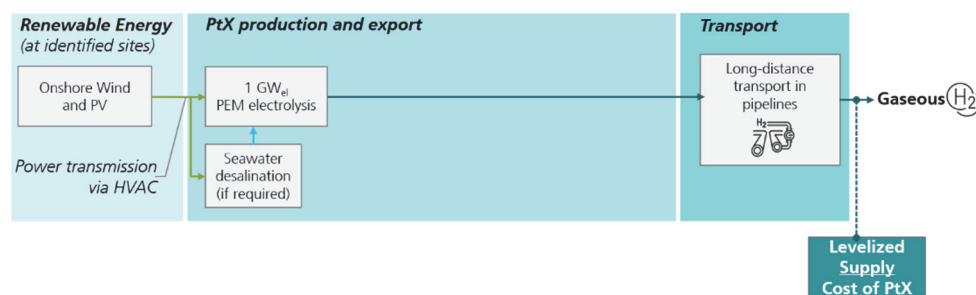 Renewable Energy
(at identified sites)
PtX production and export
Transport
Onshore Wind
and PV
1 GWel
PEM electrolysis
Long-distance
transport in
pipelines
H₂
Gaseous H₂
Power transmission
via HVAC
Seawater
desalination
(if required)
Levelized
Supply
Cost of PtX